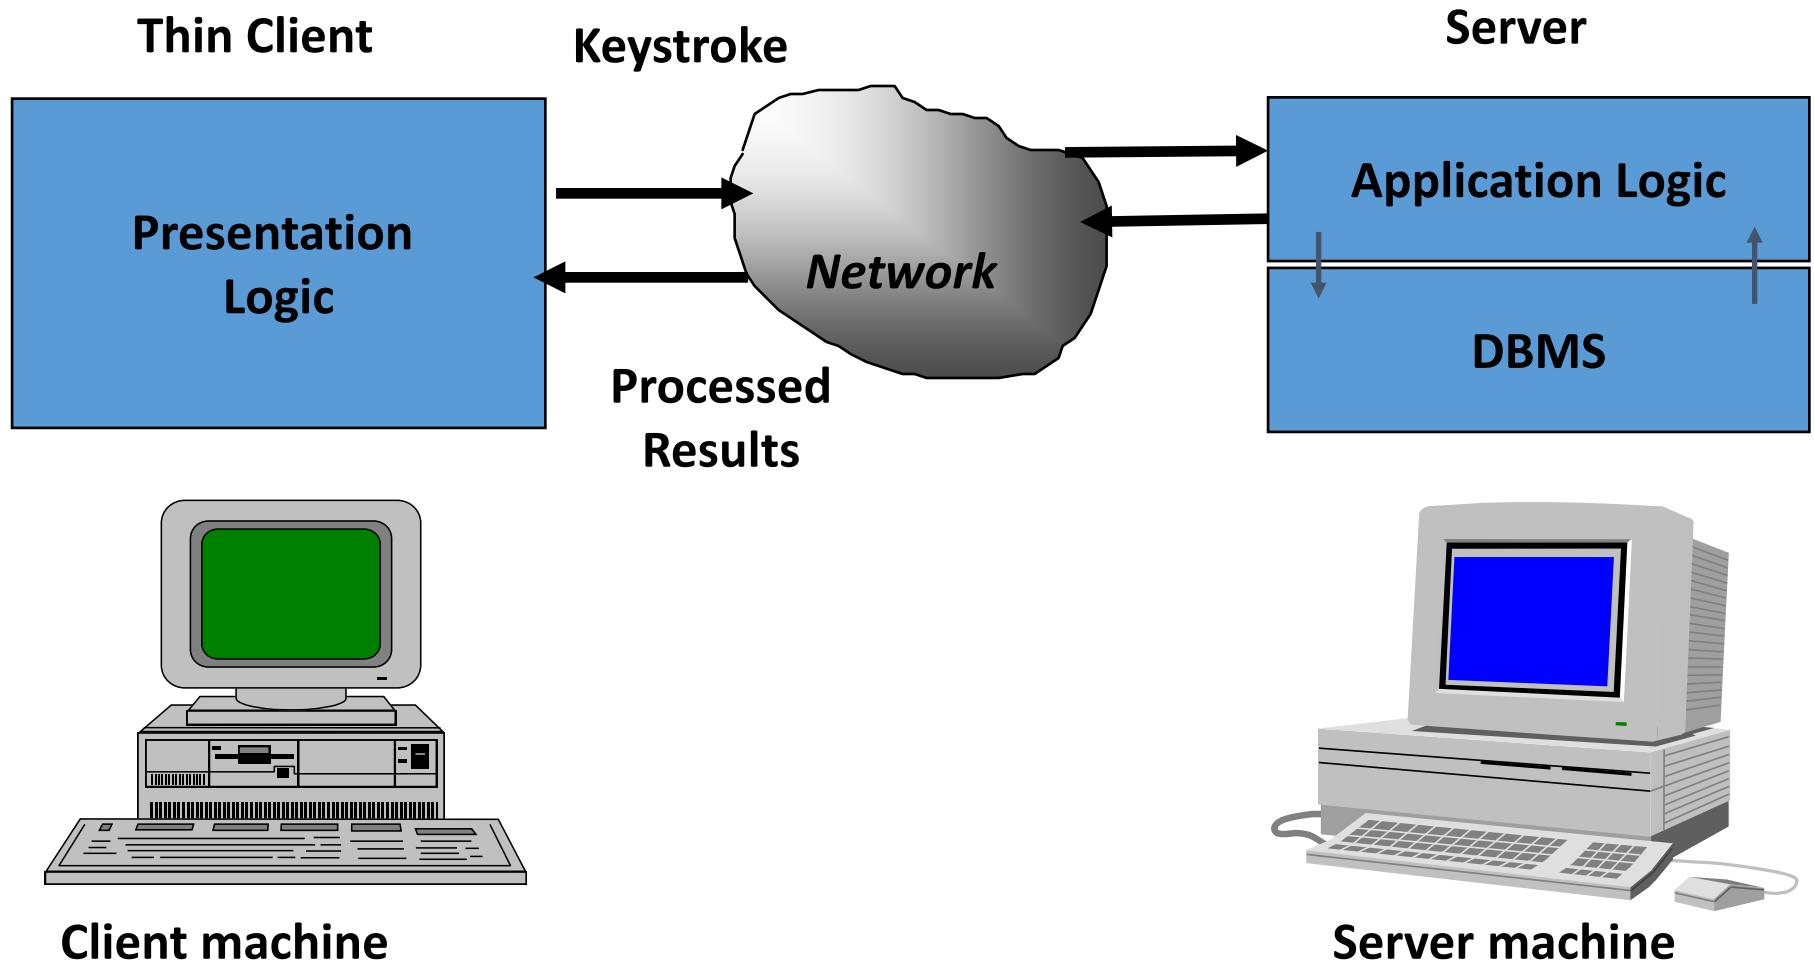 Thin Client
Keystroke
Server
Presentation
Logic
Network
Application Logic
DBMS
Processed
Results
Client machine
Server machine